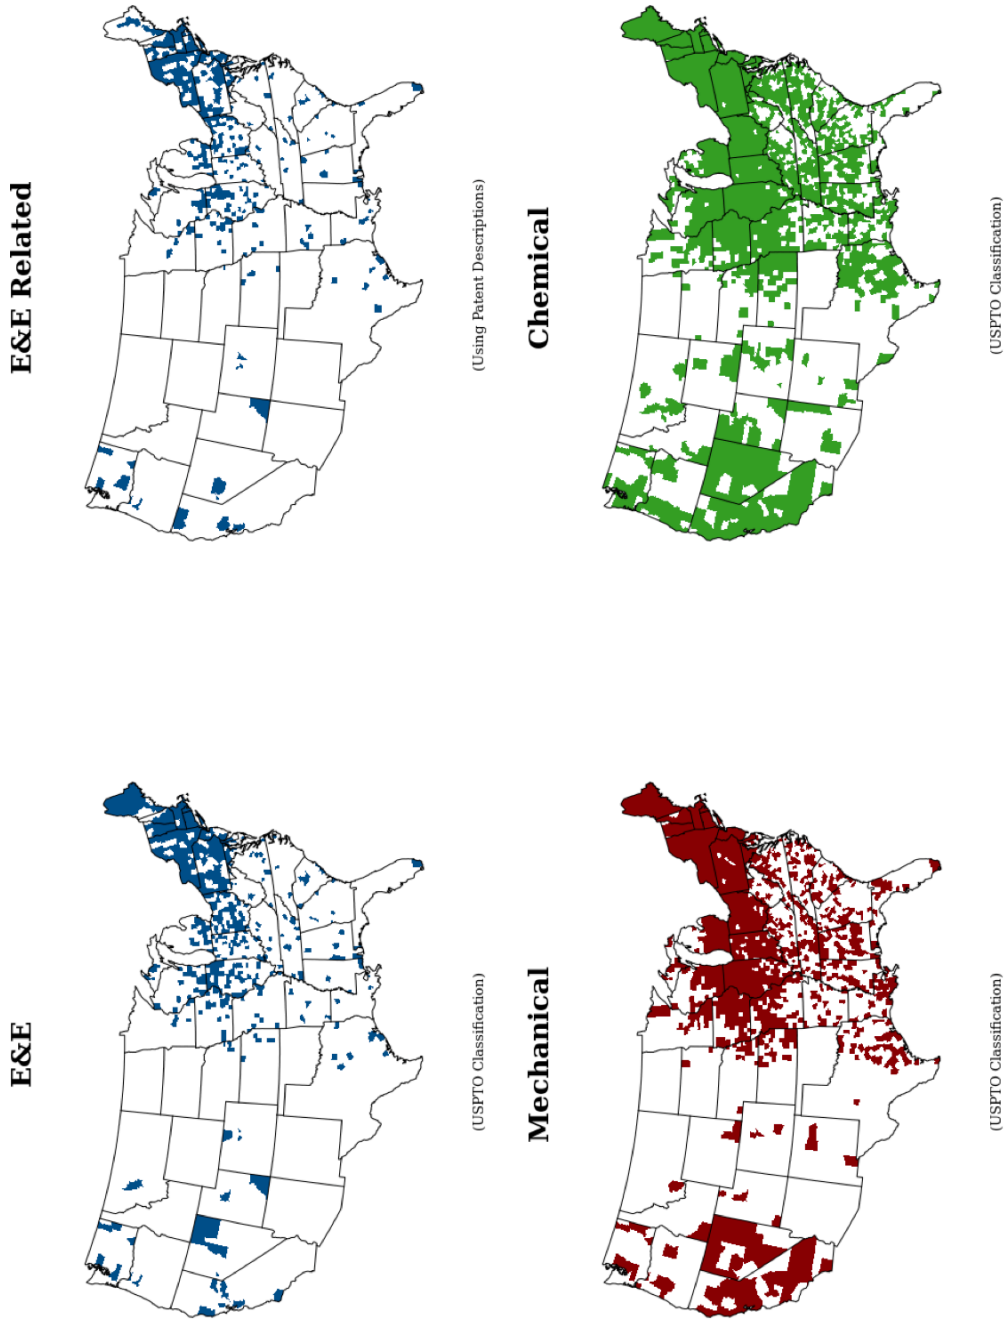 E&E
(USPTO Classification)
E&E Related
(Using Patent Descriptions)
Mechanical
(USPTO Classification)
Chemical
(USPTO Classification)